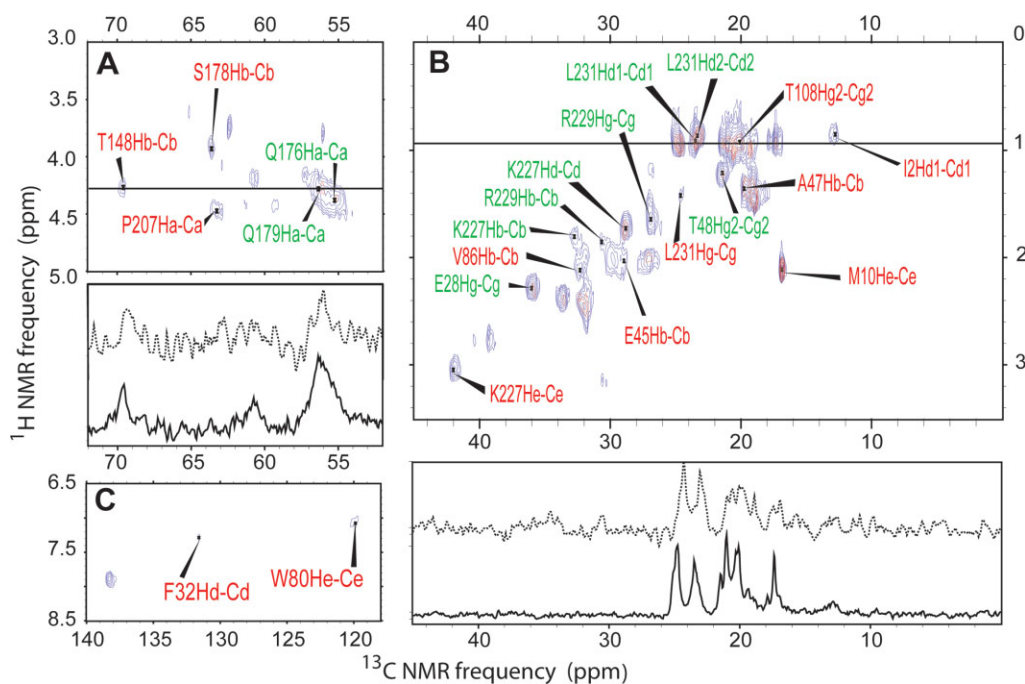 70 65 60 55
40 30 20 10 0
3.0
3.5
4.0
4.5
5.0
A
S178Hb-Cb
T148Hb-Cb
Q176Ha-Ca
P207Ha-Ca
Q179Ha-Ca
70 65 60 55
B
L231Hd2-Cd2
L231Hd1-Cd1
T108Hg2-Cg2
R229Hg-Cg
K227Hd-Cd
I2Hd1-Cd1
R229Hb-Cb
A47Hb-Cb
K227Hb-Cb
T48Hg2-Cg2
V86Hb-Cb
L231Hg-Cg
E28Hg-Cg
M10He-Ce
E45Hb-Cb
K227He-Ce
1
2
3
40 30 20 10
¹H NMR frequency (ppm)
6.5
7.5
8.5
C
F32Hd-Cd
W80He-Ce
140 135 130 125 120
40 30 20 10
¹³C NMR frequency (ppm)